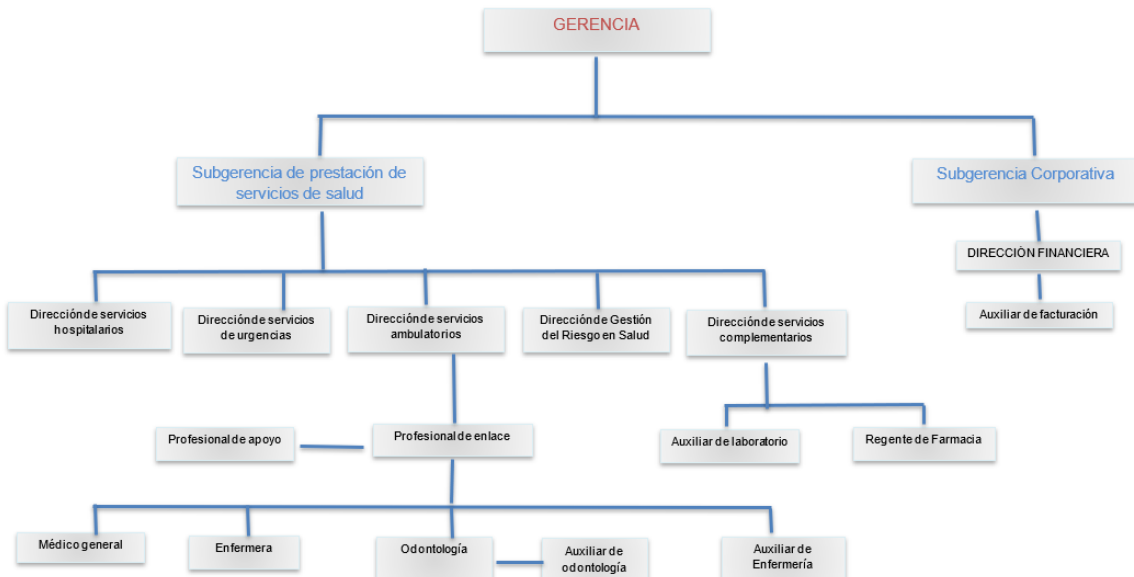 GERENCIA
Subgerencia de prestación de
servicios de salud
Subgerencia Corporativa
DIRECCIÓN FINANCIERA
Auxiliar de facturación
Dirección de servicios
hospitalarios
Dirección de servicios
de urgencias
Dirección de servicios
ambulatorios
Dirección de Gestión
del Riesgo en Salud
Dirección de servicios
complementarios
Profesional de apoyo
Profesional de enlace
Auxiliar de laboratorio
Regente de Farmacia
Médico general
Enfermera
Odontología
Auxiliar de
odontología
Auxiliar de
Enfermería